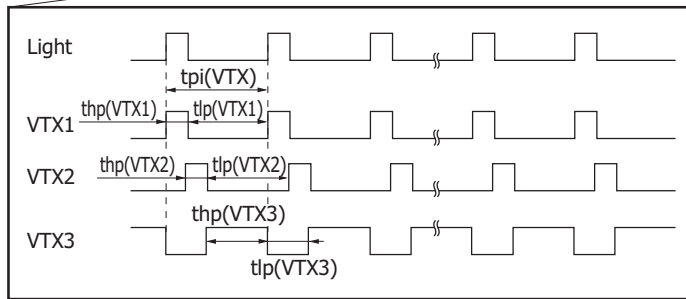 Light
tpi(VTX)
thp(VTX1) tlp(VTX1)
VTX1
thp(VTX2) tlp(VTX2)
VTX2
thp(VTX3)
VTX3
tlp(VTX3)